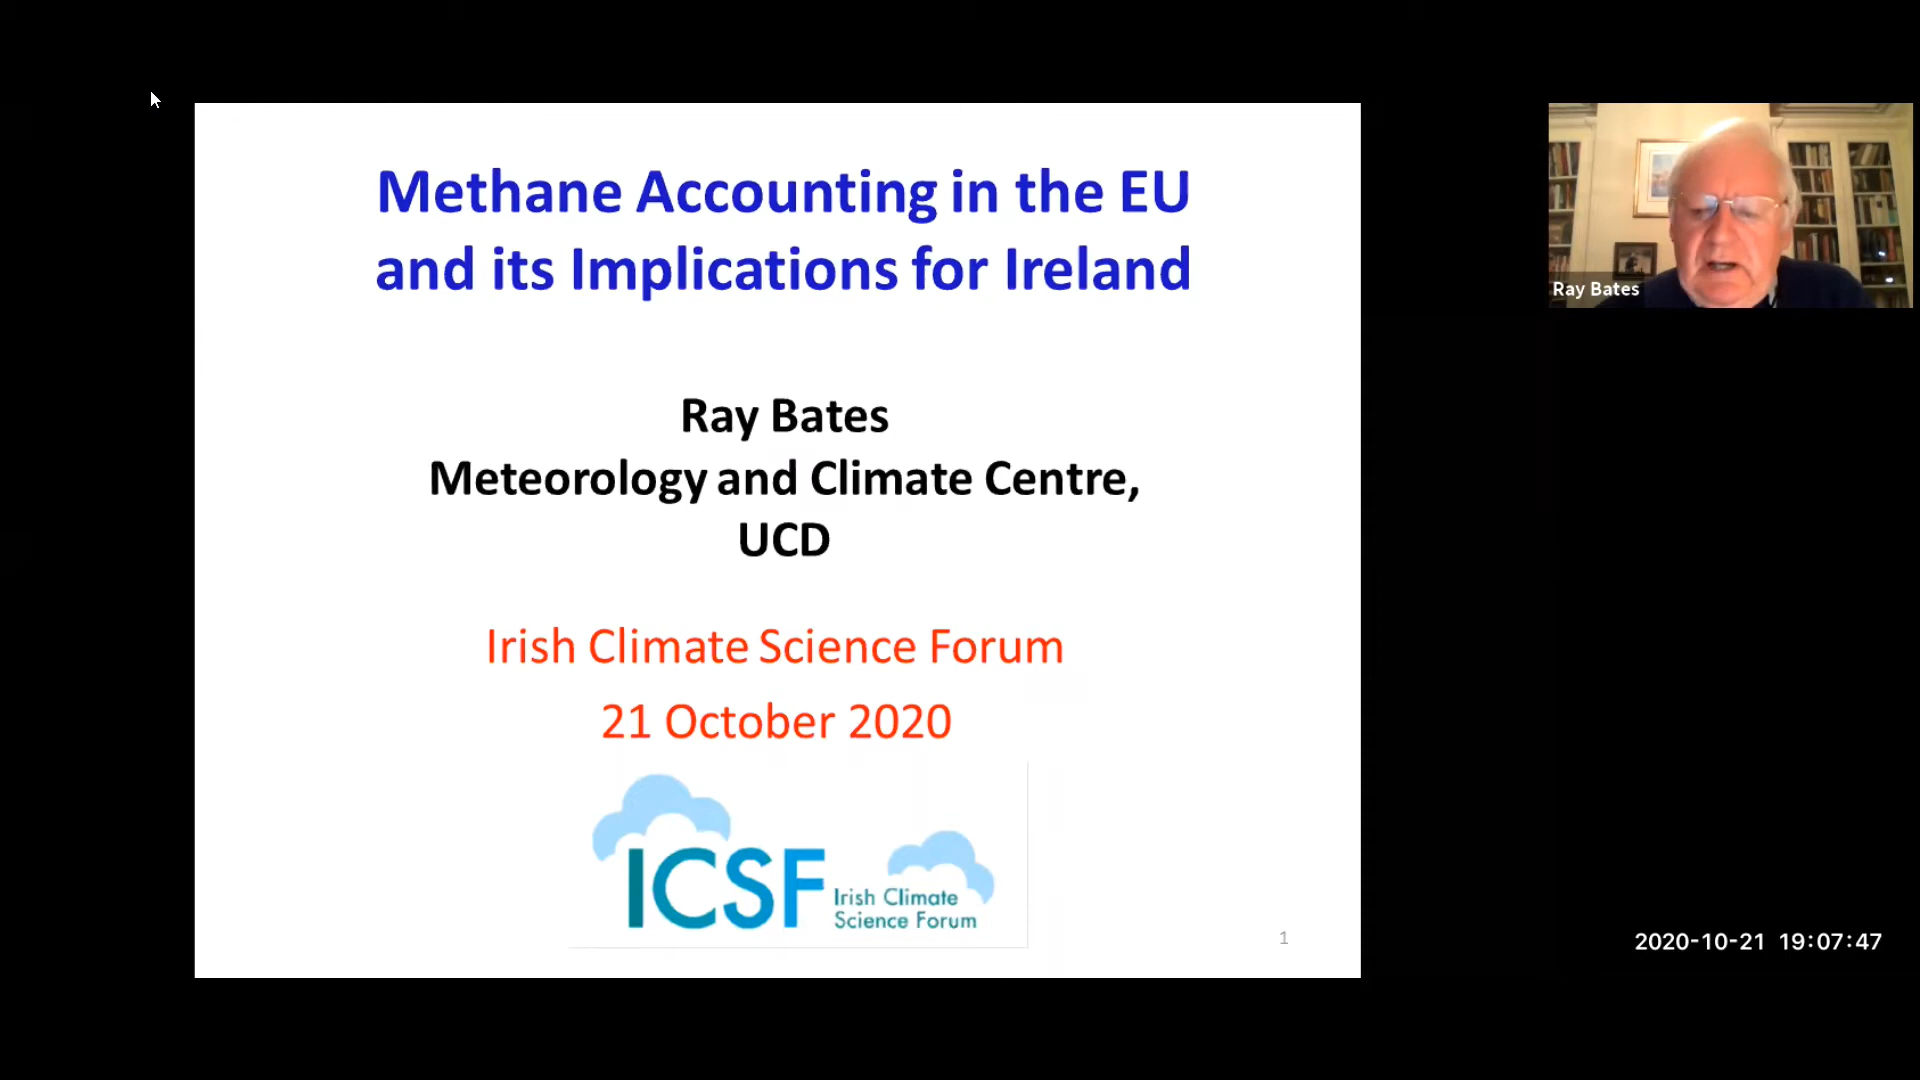 Methane Accounting in the EU
and its Implications for Ireland
Ray Bates
Meteorology and Climate Centre,
UCD
Irish Climate Science Forum
21 October 2020
ICSF
Irish Climate
Science Forum
1
Ray Bates
2020-10-21 19:07:47